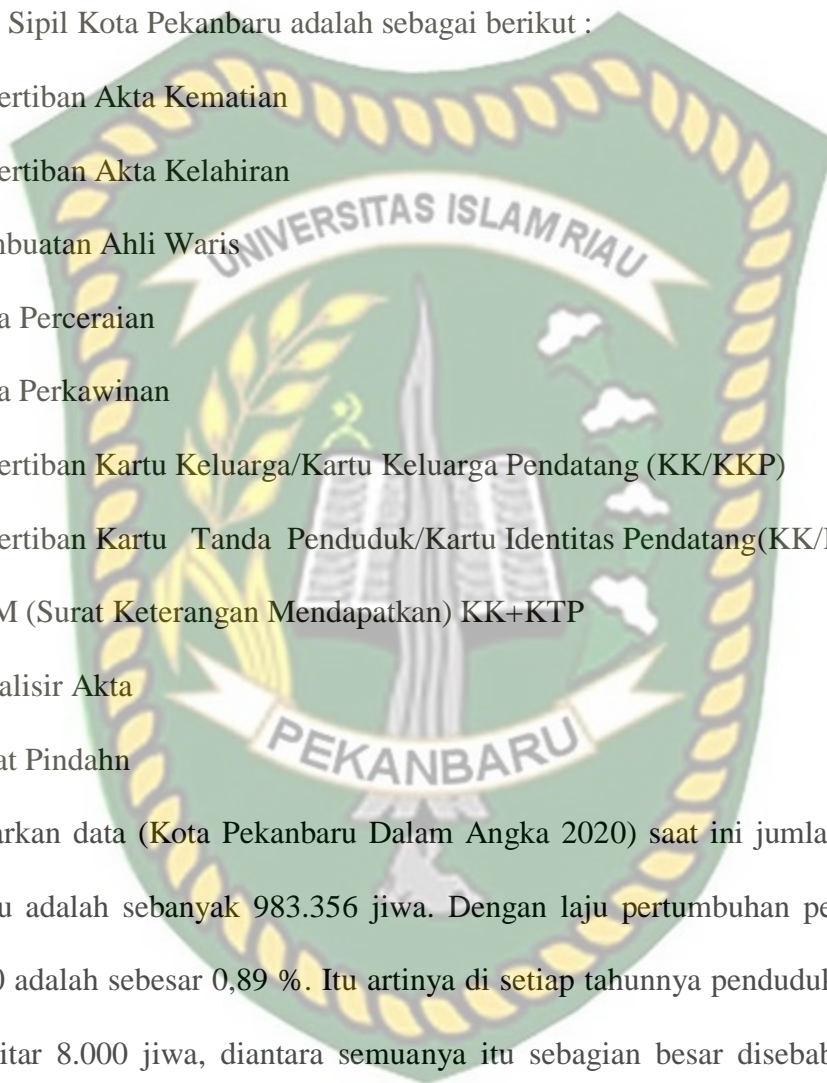 Sipil Kota Pekanbaru adalah sebagai berikut :
ertiban Akta Kematian
ertiban Akta Kelahiran
UNIVERSITAS ISLAM RIAU
nbuatan Ahli Waris
a Perceraian
a Perkawinan
ertiban Kartu Keluarga/Kartu Keluarga Pendatang (KK/KKP)
ertiban Kartu Tanda Penduduk/Kartu Identitas Pendatang(KK/
M (Surat Keterangan Mendapatkan) KK+KTP
alisir Akta
PEKANBARU
at Pindahn
arkan data (Kota Pekanbaru Dalam Angka 2020) saat ini jumla
u adalah sebanyak 983.356 jiwa. Dengan laju pertumbuhan pe
0 adalah sebesar 0,89 %. Itu artinya di setiap tahunnya penduduk
itar 8.000 jiwa, diantara semuanya itu sebagian besar disebab